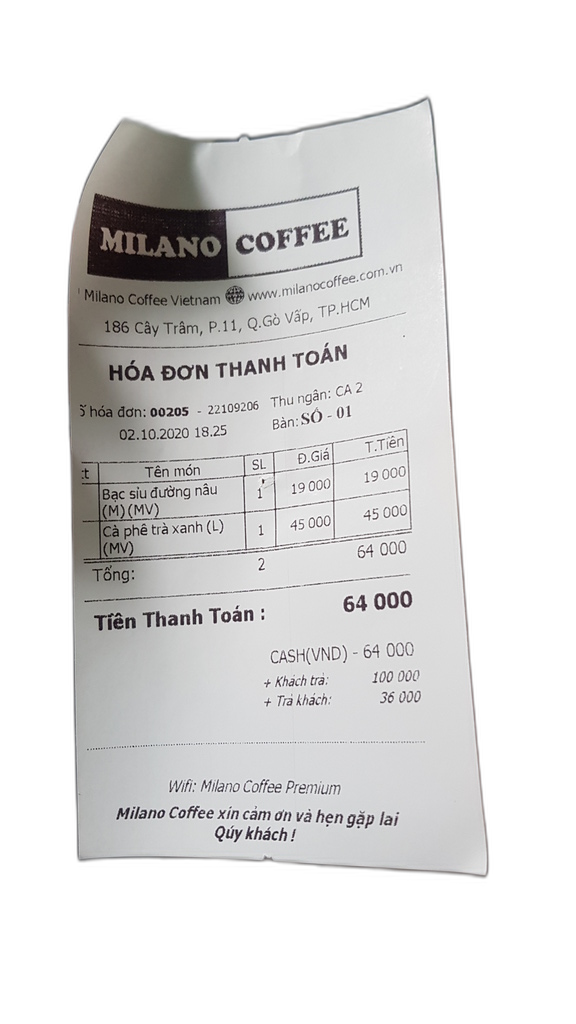 MILANO COFFEE
Milano Coffee Vietnam www.milanocoffee.com.vn
186 Cây Trâm, P.11, Q.Gò Vấp, TP.HCM
HÓA ĐƠN THANH TOÁN
hóa đơn: 00205 - 22109206 Thu ngân: CA 2
02.10.2020 18.25 Bàn: SỐ - 01
Tên món SL Đ.Giá T.Tiền
Bạc sỉu đường nâu 1 19 000 19 000
(M) (MV)
Cà phê trà xanh (L) 1 45 000 45 000
(MV)
Tổng: 2 64 000
Tiền Thanh Toán : 64 000
CASH(VND) - 64 000
+ Khách trả: 100 000
+ Trả khách: 36 000
Wifi: Milano Coffee Premium
Milano Coffee xin cảm ơn và hẹn gặp lai
Qúy khách !